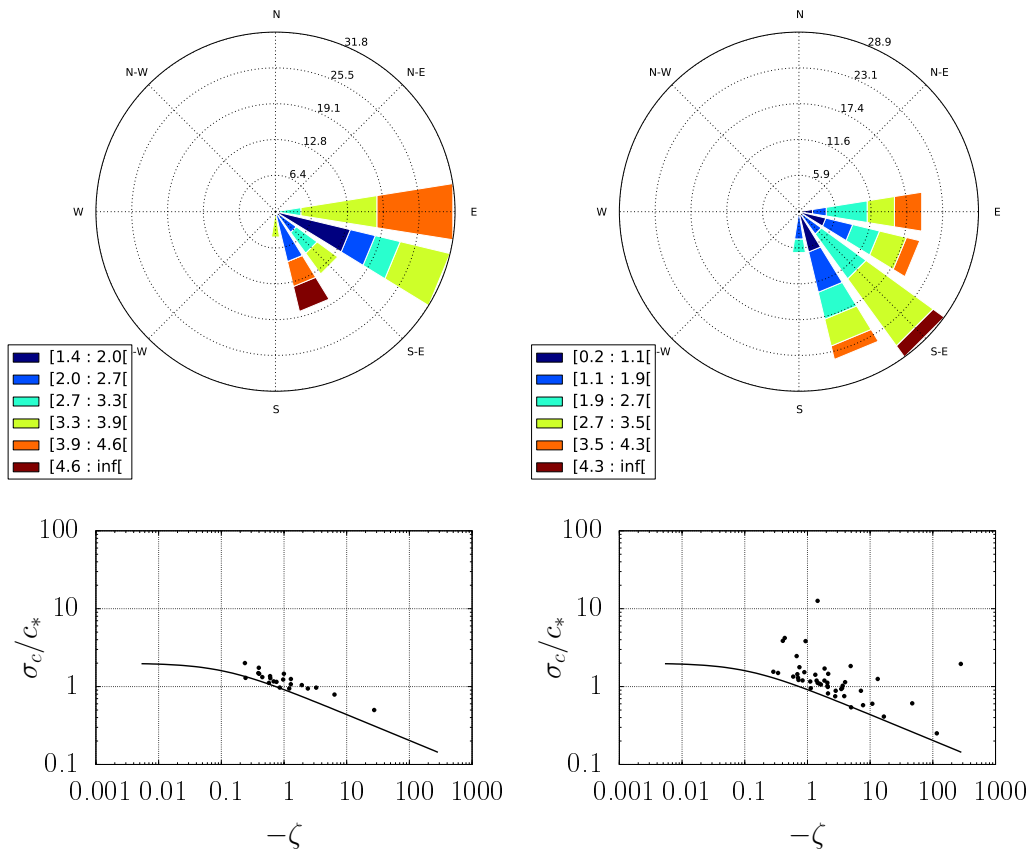 N
N
31.8
28.9
N-W
N-E
N-W
N-E
25.5
23.1
19.1
17.4
12.8
11.6
6.4
5.9
W
E
W
E
-W
S-E
-W
S-E
S
S
[1.4 : 2.0[
[2.0 : 2.7[
[2.7 : 3.3[
[3.3 : 3.9[
[3.9 : 4.6[
[4.6 : inf[
[0.2 : 1.1[
[1.1 : 1.9[
[1.9 : 2.7[
[2.7 : 3.5[
[3.5 : 4.3[
[4.3 : inf[
100
10
1
0.1
σc/c*
0.001 0.01 0.1 1 10 100 1000
−ζ
100
10
1
0.1
σc/c*
0.001 0.01 0.1 1 10 100 1000
−ζ